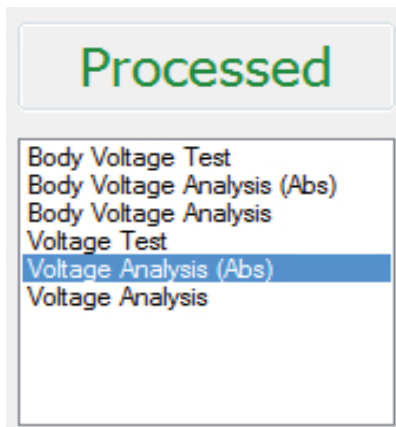 Processed
Body Voltage Test
Body Voltage Analysis (Abs)
Body Voltage Analysis
Voltage Test
Voltage Analysis (Abs)
Voltage Analysis